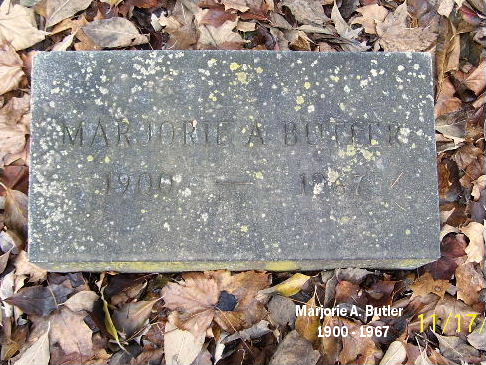 MARJORIE A BUTLER
1900 — 1967
Marjorie A. Butler
1900 - 1967
11/17/